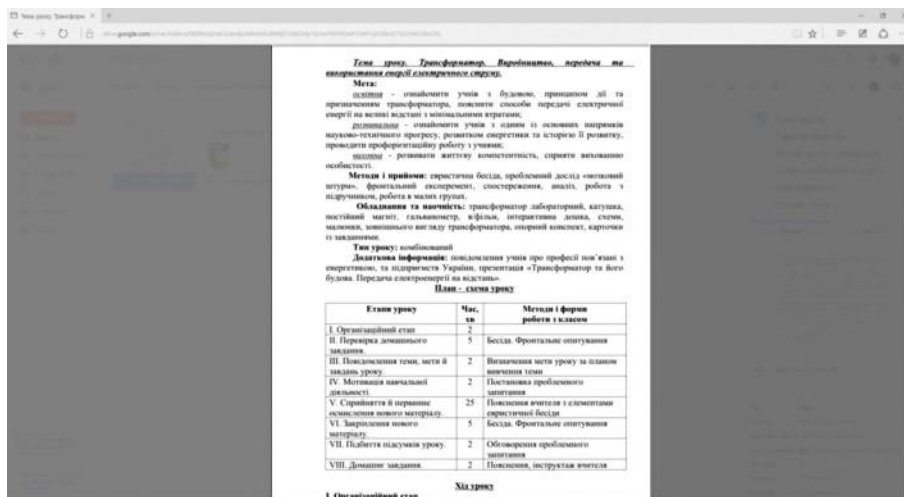 Тема уроку. Трансформатор. Виробництво, передача та
використання енергії електричного струму.
Мета:
освітня - ознайомити учнів з будовою, принципом дії та
призначенням трансформатора, пояснити способи передачі електричної
енергії на великі відстані з мінімальними втратами;
розвивальна - ознайомити учнів з одним із основних напрямків
науково-технічного прогресу, розвитком енергетики та історією її розвитку,
проводити профорієнтаційну роботу з учнями;
виховна - розвивати життєву компетентність, сприяти вихованню
особистості.
Методи і прийоми: евристична бесіда, проблемний дослід «мозковий
штурм», фронтальний експеремент, спостереження, аналіз, робота з
підручником, робота в малих групах.
Обладнання та наочність: трансформатор лабораторний, катушка,
постійний магніт, гальванометр, в/фільм, інтерактивна дошка, схеми,
малюнки, зовнішнього вигляду трансформатора, опорний конспект, карточки
із завданнями.
Тип уроку: комбінований
Додаткова інформація: повідомлення учнів про професії пов`язані з
енергетикою, та підприємств України, презентація «Трансформатор та його
будова. Передача електроенергії на відстань».
План - схема уроку
Етапи уроку Час, хв Методи і форми роботи з класом
І. Організаційний етап 2
ІІ. Перевірка домашнього завдання. 5 Бесіда. Фронтальне опитування
ІІІ. Повідомлення теми, мети й завдань уроку. 2 Визначення мети уроку за планом вивчення теми
IV. Мотивація навчальної діяльності. 2 Постановка проблемного запитання
V. Сприйняття й первинне осмислення нового матеріалу. 25 Пояснення вчителя з елементами евристичної бесіди
VI. Закріплення нового матеріалу. 5 Бесіда. Фронтальне опитування
VII. Підбиття підсумків уроку. 2 Обговорення проблемного запитання
VIII. Домашнє завдання. 2 Пояснення, інструктаж вчителя
Хід уроку
І. Організаційний етап